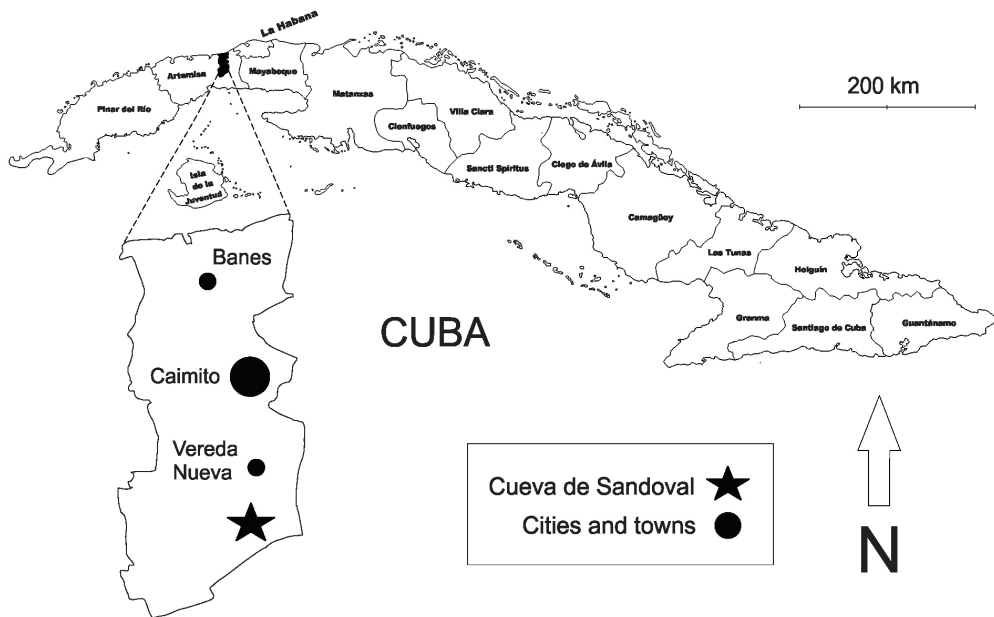 La Habana
Artemisa
Mayabeque
Pinar del Río
Matanzas
Villa Clara
Cienfuegos
Sancti Spíritus
Ciego de Ávila
Isla
de la
Juventud
Camagüey
Las Tunas
Holguín
Granma
Santiago de Cuba
Guantánamo
200 km
Banes
CUBA
Caimito
Vereda
Nueva
Cueva de Sandoval
Cities and towns
N